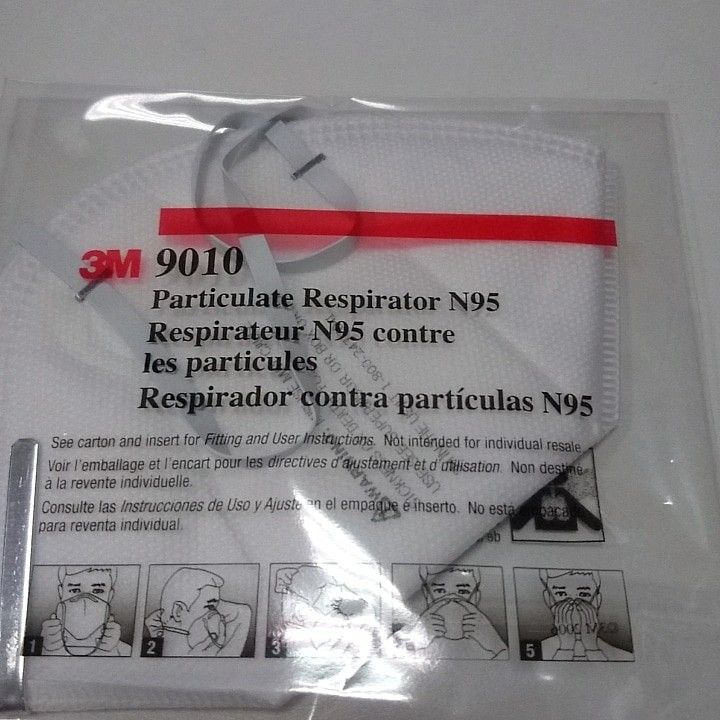 3M 9010
Particulate Respirator N95
Respirateur N95 contre
les particules
Respirador contra partículas N95
See carton and insert for Fitting and User Instructions. Not intended for individual resale
Voir l'emballage et l'encart pour les directives d'ajustement et d'utilisation. Non destiné
à la revente individuelle.
Consulte las Instrucciones de Uso y Ajuste en el empaque e inserto. No está
para reventa individual.
WARNING
1 2 3 5